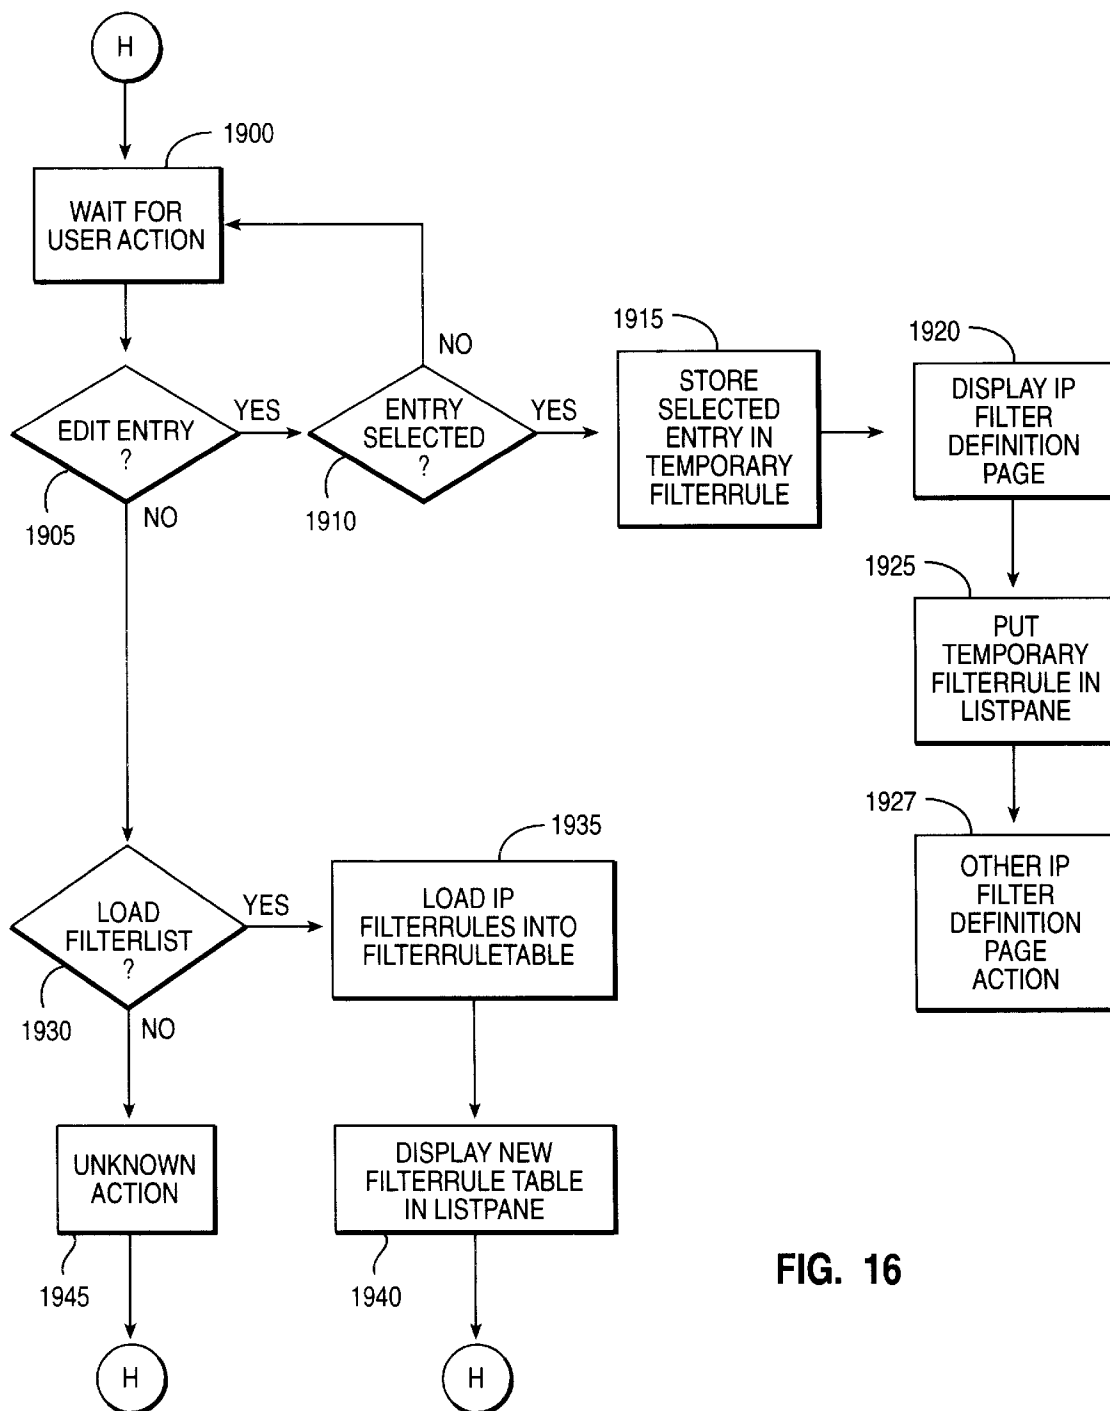 H
1900
WAIT FOR
USER ACTION
NO
1915
1920
EDIT ENTRY
?
YES
ENTRY
SELECTED
?
YES
STORE
SELECTED
ENTRY IN
TEMPORARY
FILTERRULE
DISPLAY IP
FILTER
DEFINITION
PAGE
1905
NO
1910
1925
PUT
TEMPORARY
FILTERRULE IN
LISTPANE
1927
OTHER IP
FILTER
DEFINITION
PAGE
ACTION
1935
LOAD
FILTERLIST
?
YES
LOAD IP
FILTERRULES INTO
FILTERRULETABLE
1930
NO
UNKNOWN
ACTION
DISPLAY NEW
FILTERRULE TABLE
IN LISTPANE
1945
1940
FIG. 16
H
H